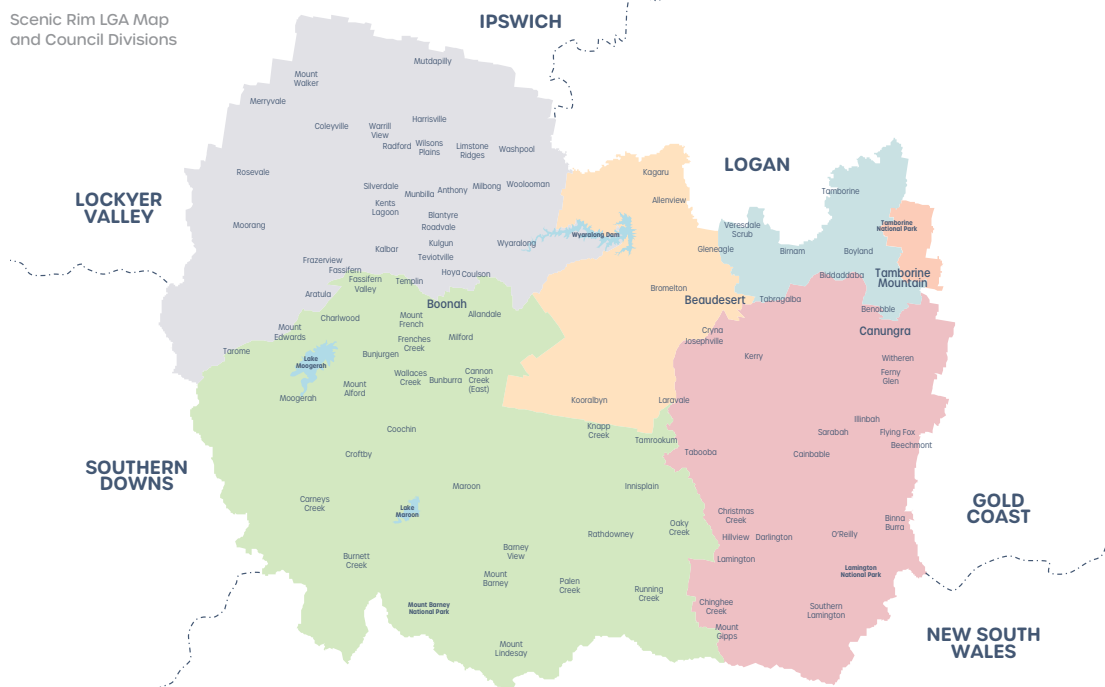 Scenic Rim LGA Map
and Council Divisions
IPSWICH
LOGAN
LOCKYER
VALLEY
SOUTHERN
DOWNS
GOLD
COAST
NEW SOUTH
WALES
Mutdapilly
Mount
Walker
Merryvale
Coleyville
Warrill
View
Harrisville
Radford
Wilsons
Plains
Limstone
Ridges
Washpool
Rosevale
Silverdale
Munbilla
Anthony
Milbong
Woolooman
Kents
Lagoon
Blantyre
Roadvale
Moorang
Kalbar
Kulgun
Teviotville
Wyaralong
Frazerview
Fassifern
Fassifern
Valley
Templin
Hoya
Coulson
Aratula
Boonah
Allandale
Charlwood
Mount
French
Mount
Edwards
Frenches
Creek
Milford
Tarome
Lake
Moogerah
Bunjurgen
Wallaces
Creek
Bunburra
Cannon
Creek
(East)
Mount
Alford
Moogerah
Coochin
Croftby
Carneys
Creek
Maroon
Lake
Maroon
Burnett
Creek
Barney
View
Mount
Barney
Mount Barney
National Park
Mount
Lindesay
Palen
Creek
Rathdowney
Running
Creek
Oaky
Creek
Innisplain
Knapp
Creek
Tamrookum
Kagaru
Allenview
Wyaralong Dam
Gleneagle
Bromelton
Beaudesert
Cryna
Josephville
Kooralbyn
Laravale
Tamborine
Veresdale
Scrub
Birnam
Boyland
Biddaddaba
Tabragalba
Benobble
Tamborine
National Park
Tamborine
Mountain
Canungra
Kerry
Witheren
Ferny
Glen
Illinbah
Sarabah
Flying Fox
Beechmont
Cainbable
Tabooba
Christmas
Creek
Hillview
Darlington
O'Reilly
Binna
Burra
Lamington
Lamington
National Park
Chinghee
Creek
Southern
Lamington
Mount
Gipps